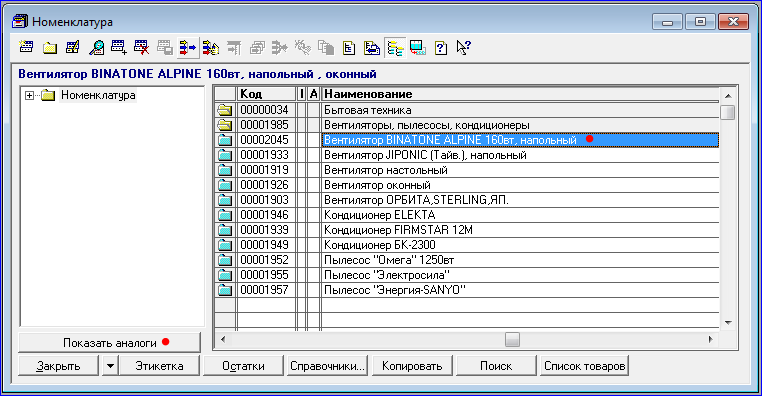 Номенклатура
Вентилятор BINATONE ALPINE 160вт, напольный , оконный
Номенклатура
Код И А Наименование
00000034 Бытовая техника
00001985 Вентиляторы, пылесосы, кондиционеры
00002045 Вентилятор BINATONE ALPINE 160вт, напольный
00001933 Вентилятор JIPONIC (Тайв.), напольный
00001919 Вентилятор настольный
00001926 Вентилятор оконный
00001903 Вентилятор ОРБИТА,STERLING,ЯП.
00001946 Кондиционер ELEKTA
00001939 Кондиционер FIRMSTAR 12M
00001949 Кондиционер БК-2300
00001952 Пылесос "Омега" 1250вт
00001955 Пылесос "Электросила"
00001957 Пылесос "Энергия-SANYO"
Показать аналоги
Закрыть Этикетка Остатки Справочники... Копировать Поиск Список товаров